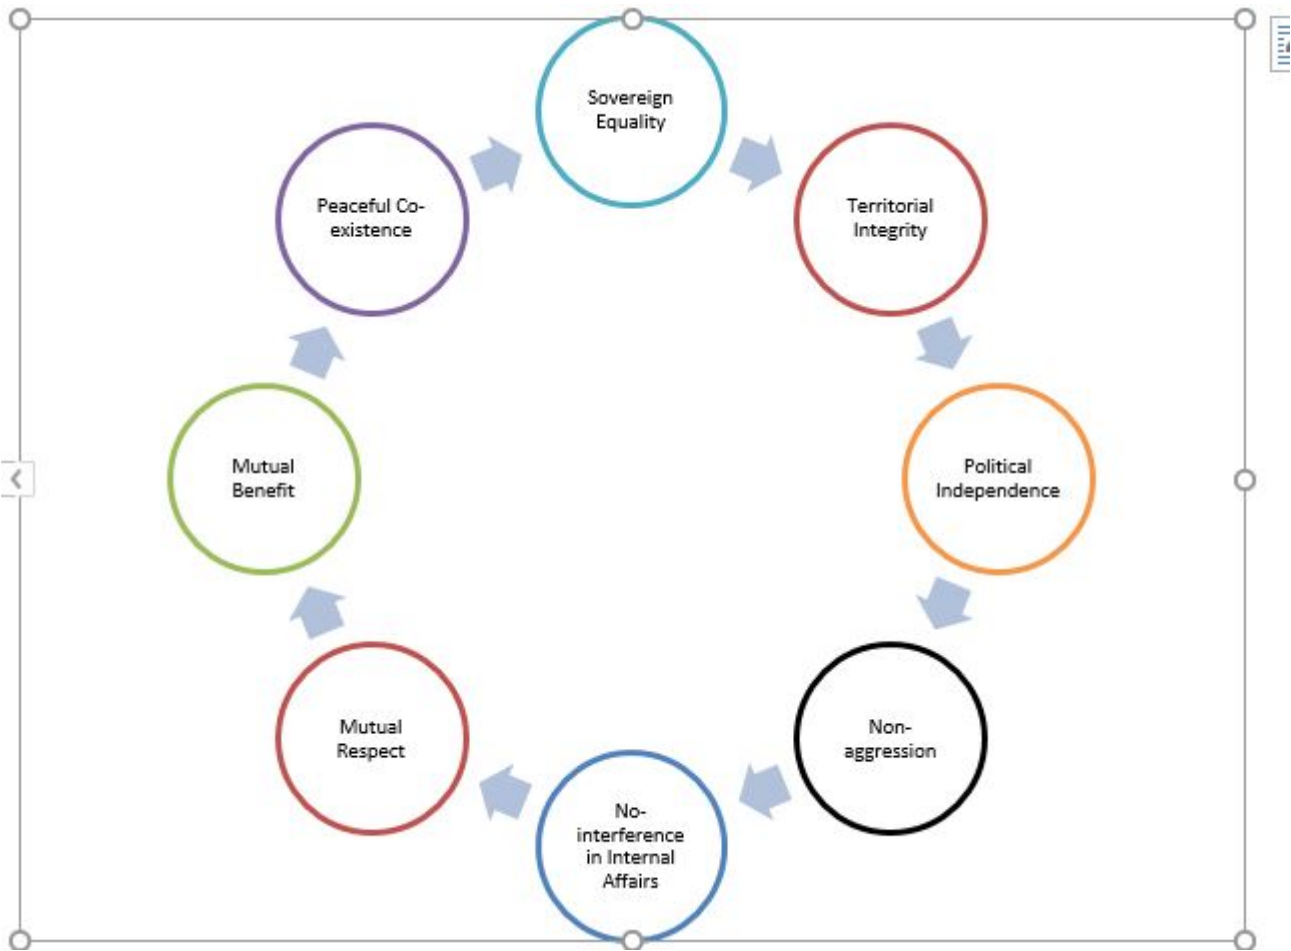 Sovereign
Equality
Territorial
Integrity
Political
Independence
Non-
aggression
No-
interference
in Internal
Affairs
Mutual
Respect
Mutual
Benefit
Peaceful Co-
existence